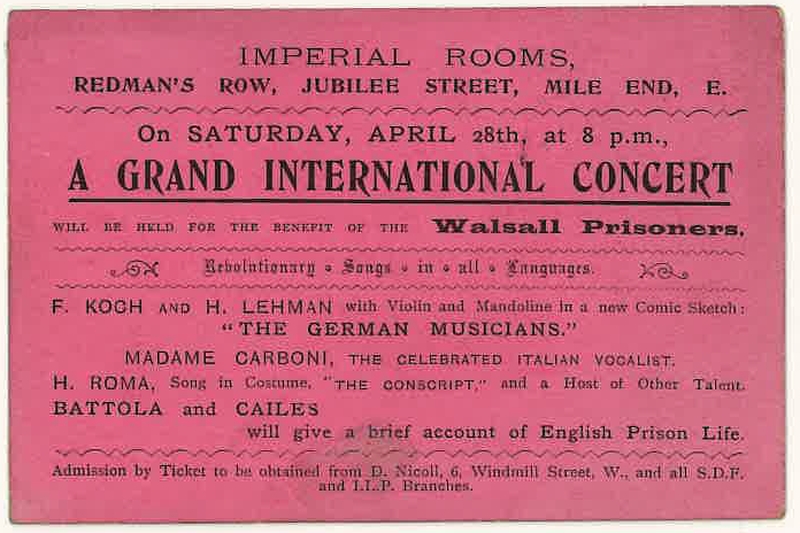 IMPERIAL ROOMS,
REDMAN'S ROW, JUBILEE STREET, MILE END, E.
On SATURDAY, APRIL 28th, at 8 p.m.,
A GRAND INTERNATIONAL CONCERT
WILL BE HELD FOR THE BENEFIT OF THE Walsall Prisoners.
Revolutionary Songs in all Languages.
F. KOCH AND H. LEHMAN with Violin and Mandoline in a new Comic Sketch:
"THE GERMAN MUSICIANS."
MADAME CARBONI, THE CELEBRATED ITALIAN VOCALIST.
H. ROMA, Song in Costume, "THE CONSCRIPT," and a Host of Other Talent.
BATTOLA and CAILES
will give a brief account of English Prison Life.
Admission by Ticket to be obtained from D. Nicoll, 6, Windmill Street, W., and all S.D.F.
and I.L.P. Branches.